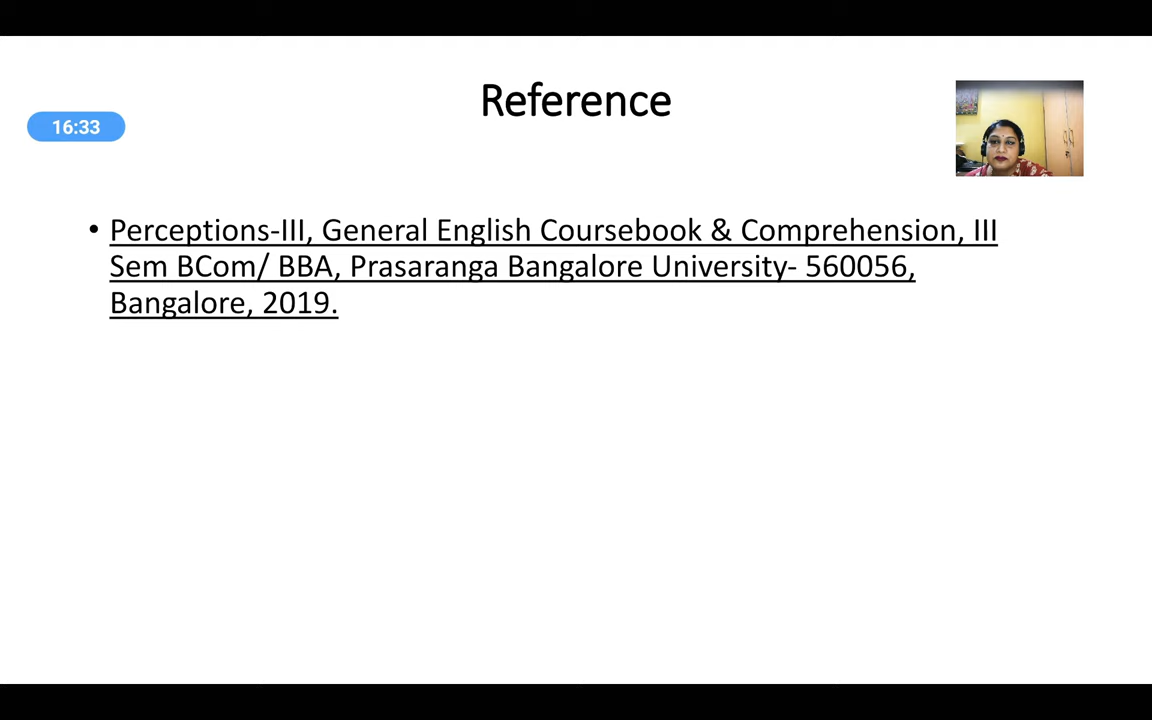 Reference
16:33
• Perceptions-III, General English Coursebook & Comprehension, III
Sem BCom/ BBA, Prasaranga Bangalore University- 560056,
Bangalore, 2019.